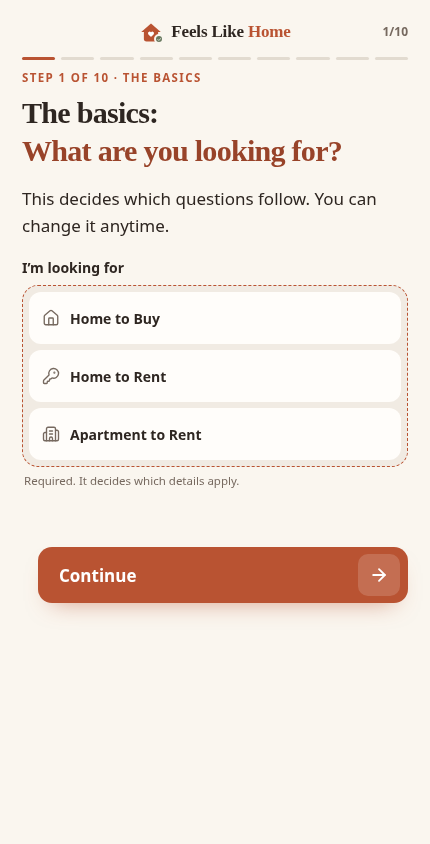 Feels Like Home
1/10
STEP 1 OF 10 · THE BASICS
The basics:
What are you looking for?
This decides which questions follow. You can
change it anytime.
I'm looking for
Home to Buy
Home to Rent
Apartment to Rent
Required. It decides which details apply.
Continue